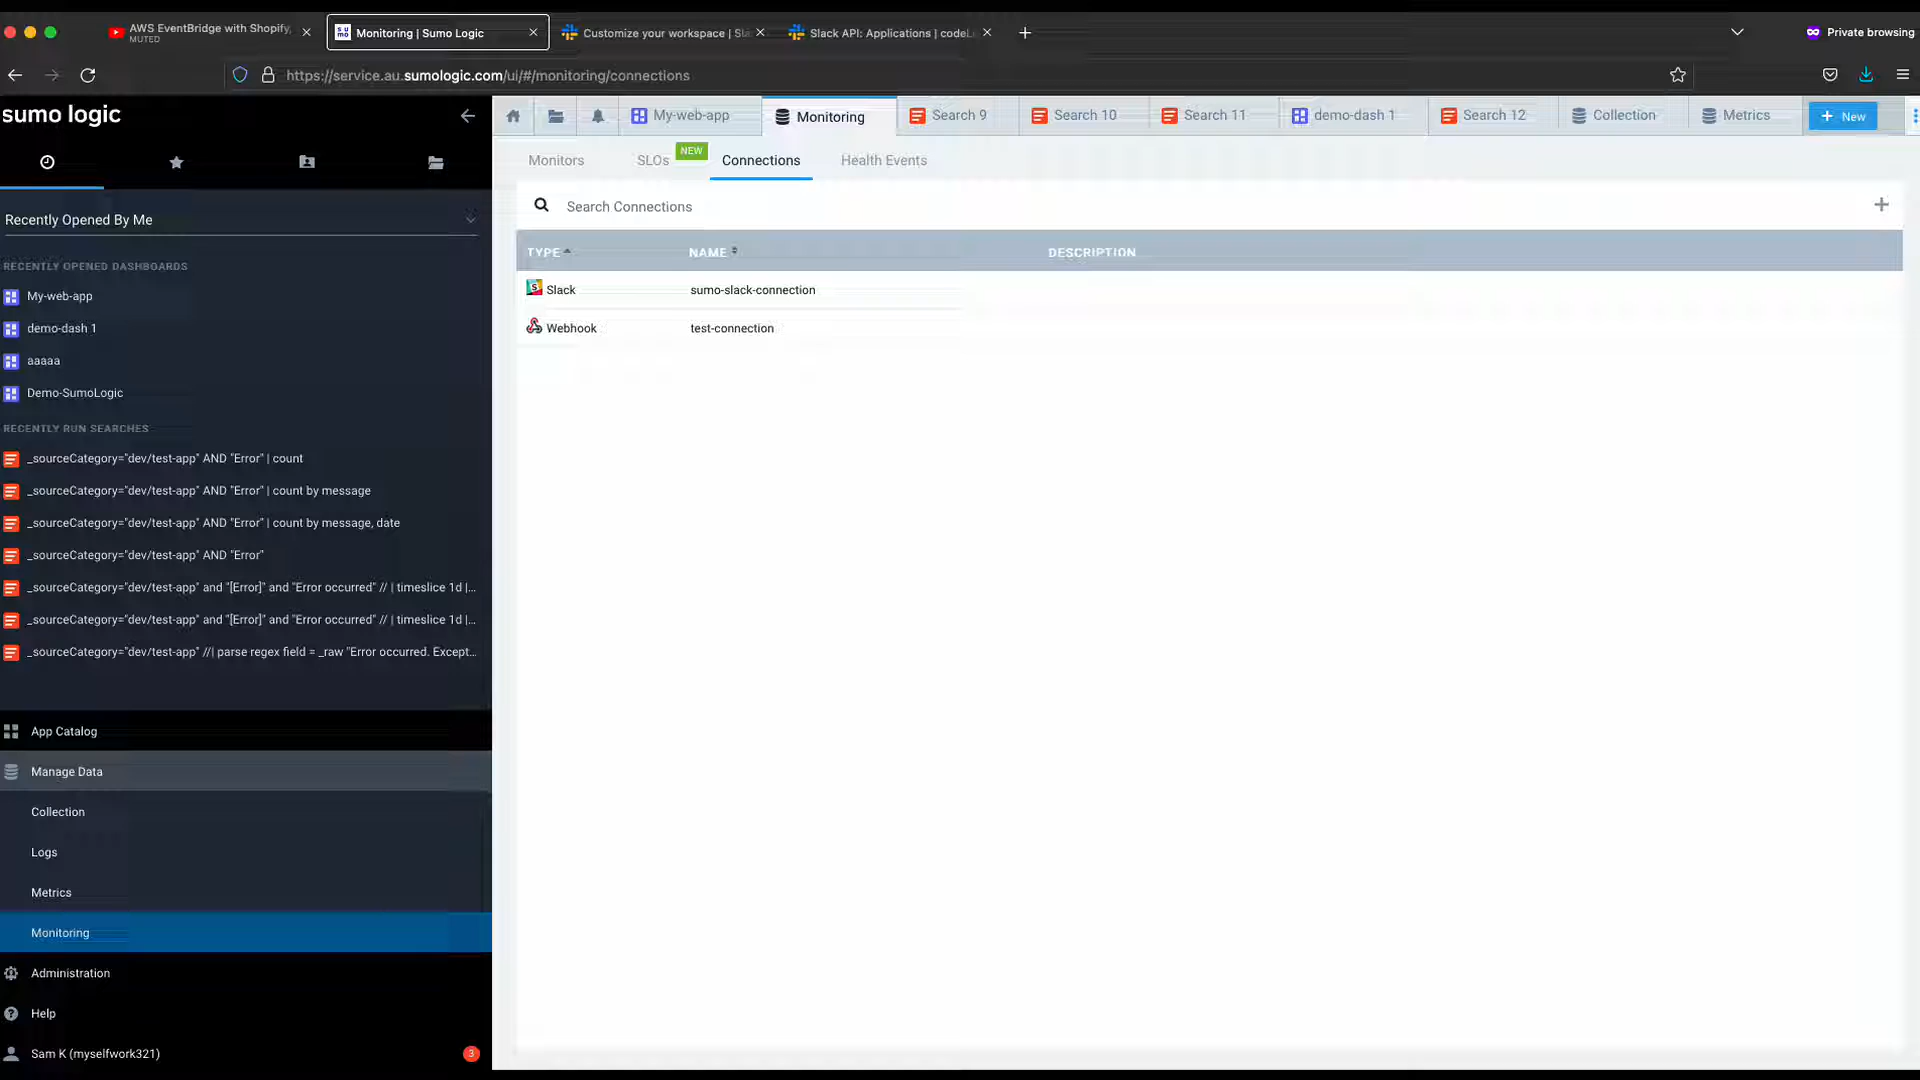 AWS EventBridge with Shopify,
MUTED
Monitoring | Sumo Logic
Customize your workspace | Sla
Slack API: Applications | codeL
Private browsing
https://service.au.sumologic.com/ui/#/monitoring/connections
sumo logic
My-web-app
Monitoring
Search 9
Search 10
Search 11
demo-dash 1
Search 12
Collection
Metrics
+ New
Monitors
SLOs
NEW
Connections
Health Events
Recently Opened By Me
Search Connections
TYPE
NAME
DESCRIPTION
Slack
sumo-slack-connection
Webhook
test-connection
RECENTLY OPENED DASHBOARDS
My-web-app
demo-dash 1
aaaaa
Demo-SumoLogic
RECENTLY RUN SEARCHES
_sourceCategory="dev/test-app" AND "Error" | count
_sourceCategory="dev/test-app" AND "Error" | count by message
_sourceCategory="dev/test-app" AND "Error" | count by message, date
_sourceCategory="dev/test-app" AND "Error"
_sourceCategory="dev/test-app" and "[Error]" and "Error occurred" // | timeslice 1d |...
_sourceCategory="dev/test-app" and "[Error]" and "Error occurred" // | timeslice 1d |...
_sourceCategory="dev/test-app" //| parse regex field = _raw "Error occurred. Except...
App Catalog
Manage Data
Collection
Logs
Metrics
Monitoring
Administration
Help
Sam K (myselfwork321)
3